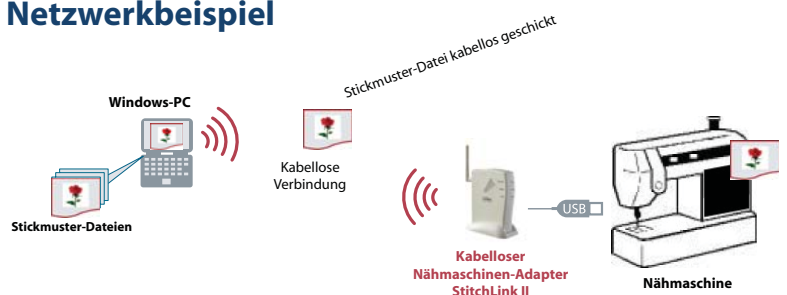 Netzwerkbeispiel
Stickmuster-Datei kabellos geschickt
Windows-PC
Kabellose
Verbindung
Stickmuster-Dateien
USB
Kabelloser
Nähmaschinen-Adapter
StitchLink II
Nähmaschine